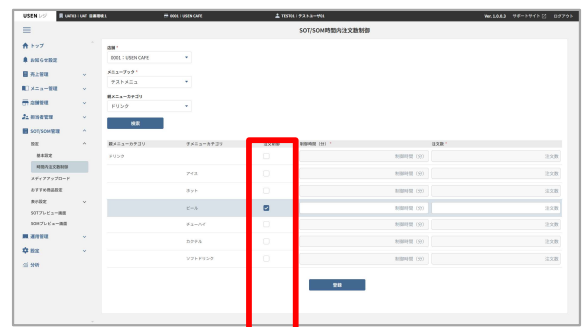 USEN レジ UAT03 : UAT 店舗環境1 0001 : USEN CAFE TEST01 : テストユーザ01 Ver. 1.0.0.5 サポートサイト ログアウト
SOT/SOM時間内注文数制御
トップ
お知らせ設定
売上管理
メニュー管理
店舗管理
担当者管理
SOT/SOM管理
設定
基本設定
時間内注文数制御
メディアアップロード
おすすめ商品設定
表示設定
SOTプレビュー画面
SOMプレビュー画面
運用管理
設定
分析
店舗 *
0001 : USEN CAFE
メニューブック *
テストメニュ
親メニューカテゴリ
ドリンク
検索
親メニューカテゴリ 子メニューカテゴリ 注文制御 制御時間（分） * 注文数 *
ドリンク 制御時間（分） 注文数
アイス 制御時間（分） 注文数
ホット 制御時間（分） 注文数
ビール 制御時間（分） 注文数
チューハイ 制御時間（分） 注文数
カクテル 制御時間（分） 注文数
ソフトドリンク 制御時間（分） 注文数
登録